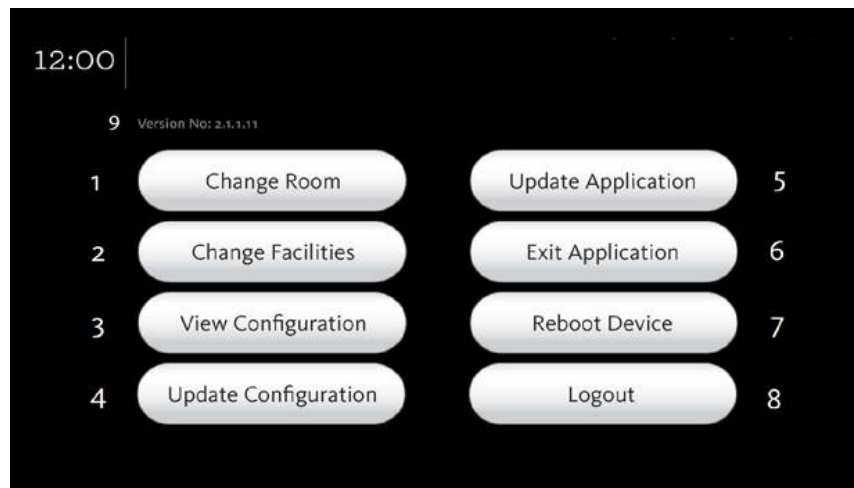 12:00
9 Version No: 2.1.1.11
1 Change Room
Update Application 5
2 Change Facilities
Exit Application 6
3 View Configuration
Reboot Device 7
4 Update Configuration
Logout 8